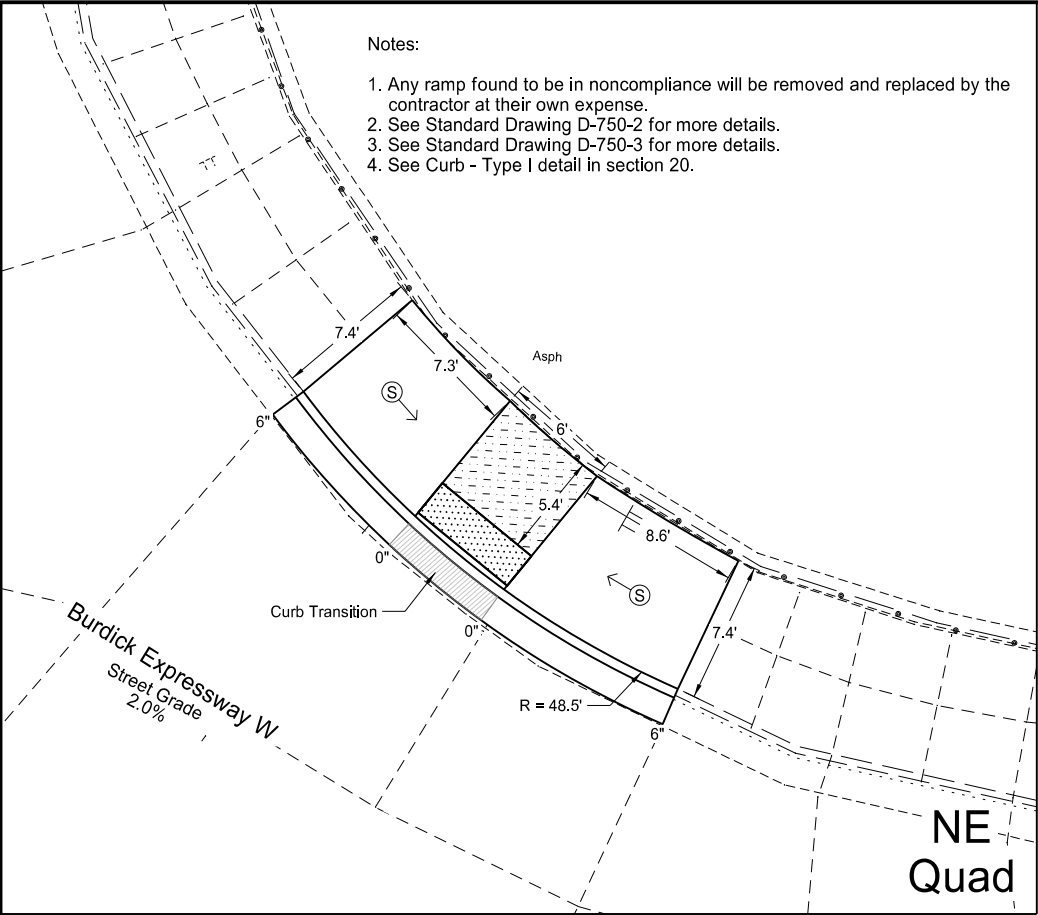 Notes:
1. Any ramp found to be in noncompliance will be removed and replaced by the
contractor at their own expense.
2. See Standard Drawing D-750-2 for more details.
3. See Standard Drawing D-750-3 for more details.
4. See Curb - Type I detail in section 20.
7.4'
7.3'
Asph
S
6"
6'
5.4'
8.6'
0"
S
Curb Transition
0"
7.4'
R = 48.5'
6"
Burdick Expressway W
Street Grade
2.0%
NE
Quad